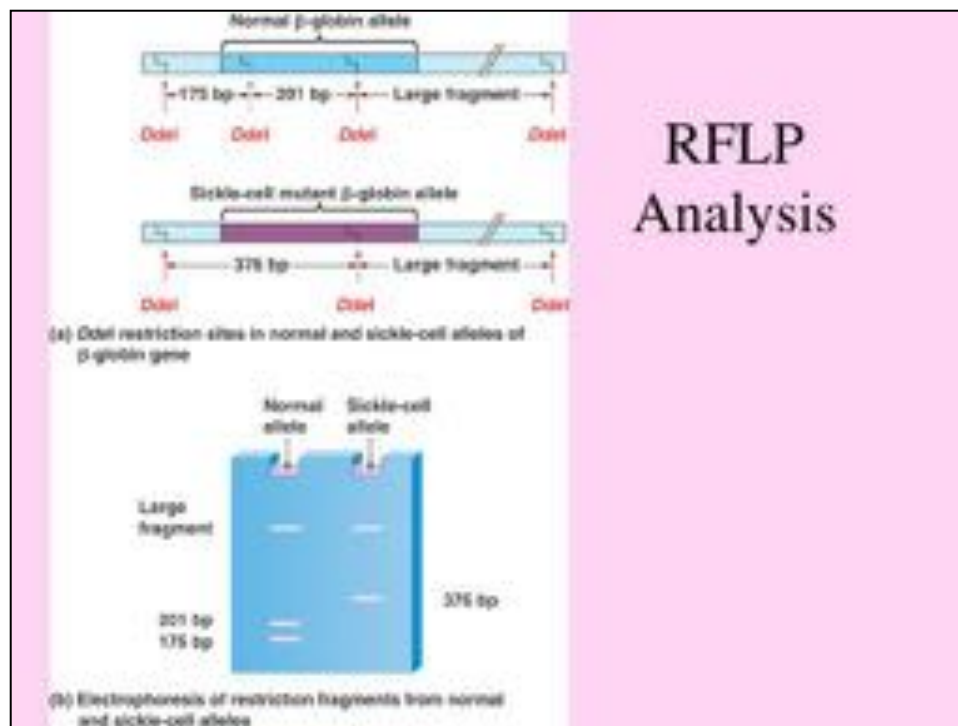 Normal β-globin allele
175 bp 201 bp Large fragment
DdeI DdeI DdeI DdeI
Sickle-cell mutant β-globin allele
376 bp Large fragment
DdeI DdeI DdeI
(a) DdeI restriction sites in normal and sickle-cell alleles of
β-globin gene
Normal
allele
Sickle-cell
allele
Large
fragment
376 bp
201 bp
175 bp
(b) Electrophoresis of restriction fragments from normal
and sickle-cell alleles
RFLP
Analysis